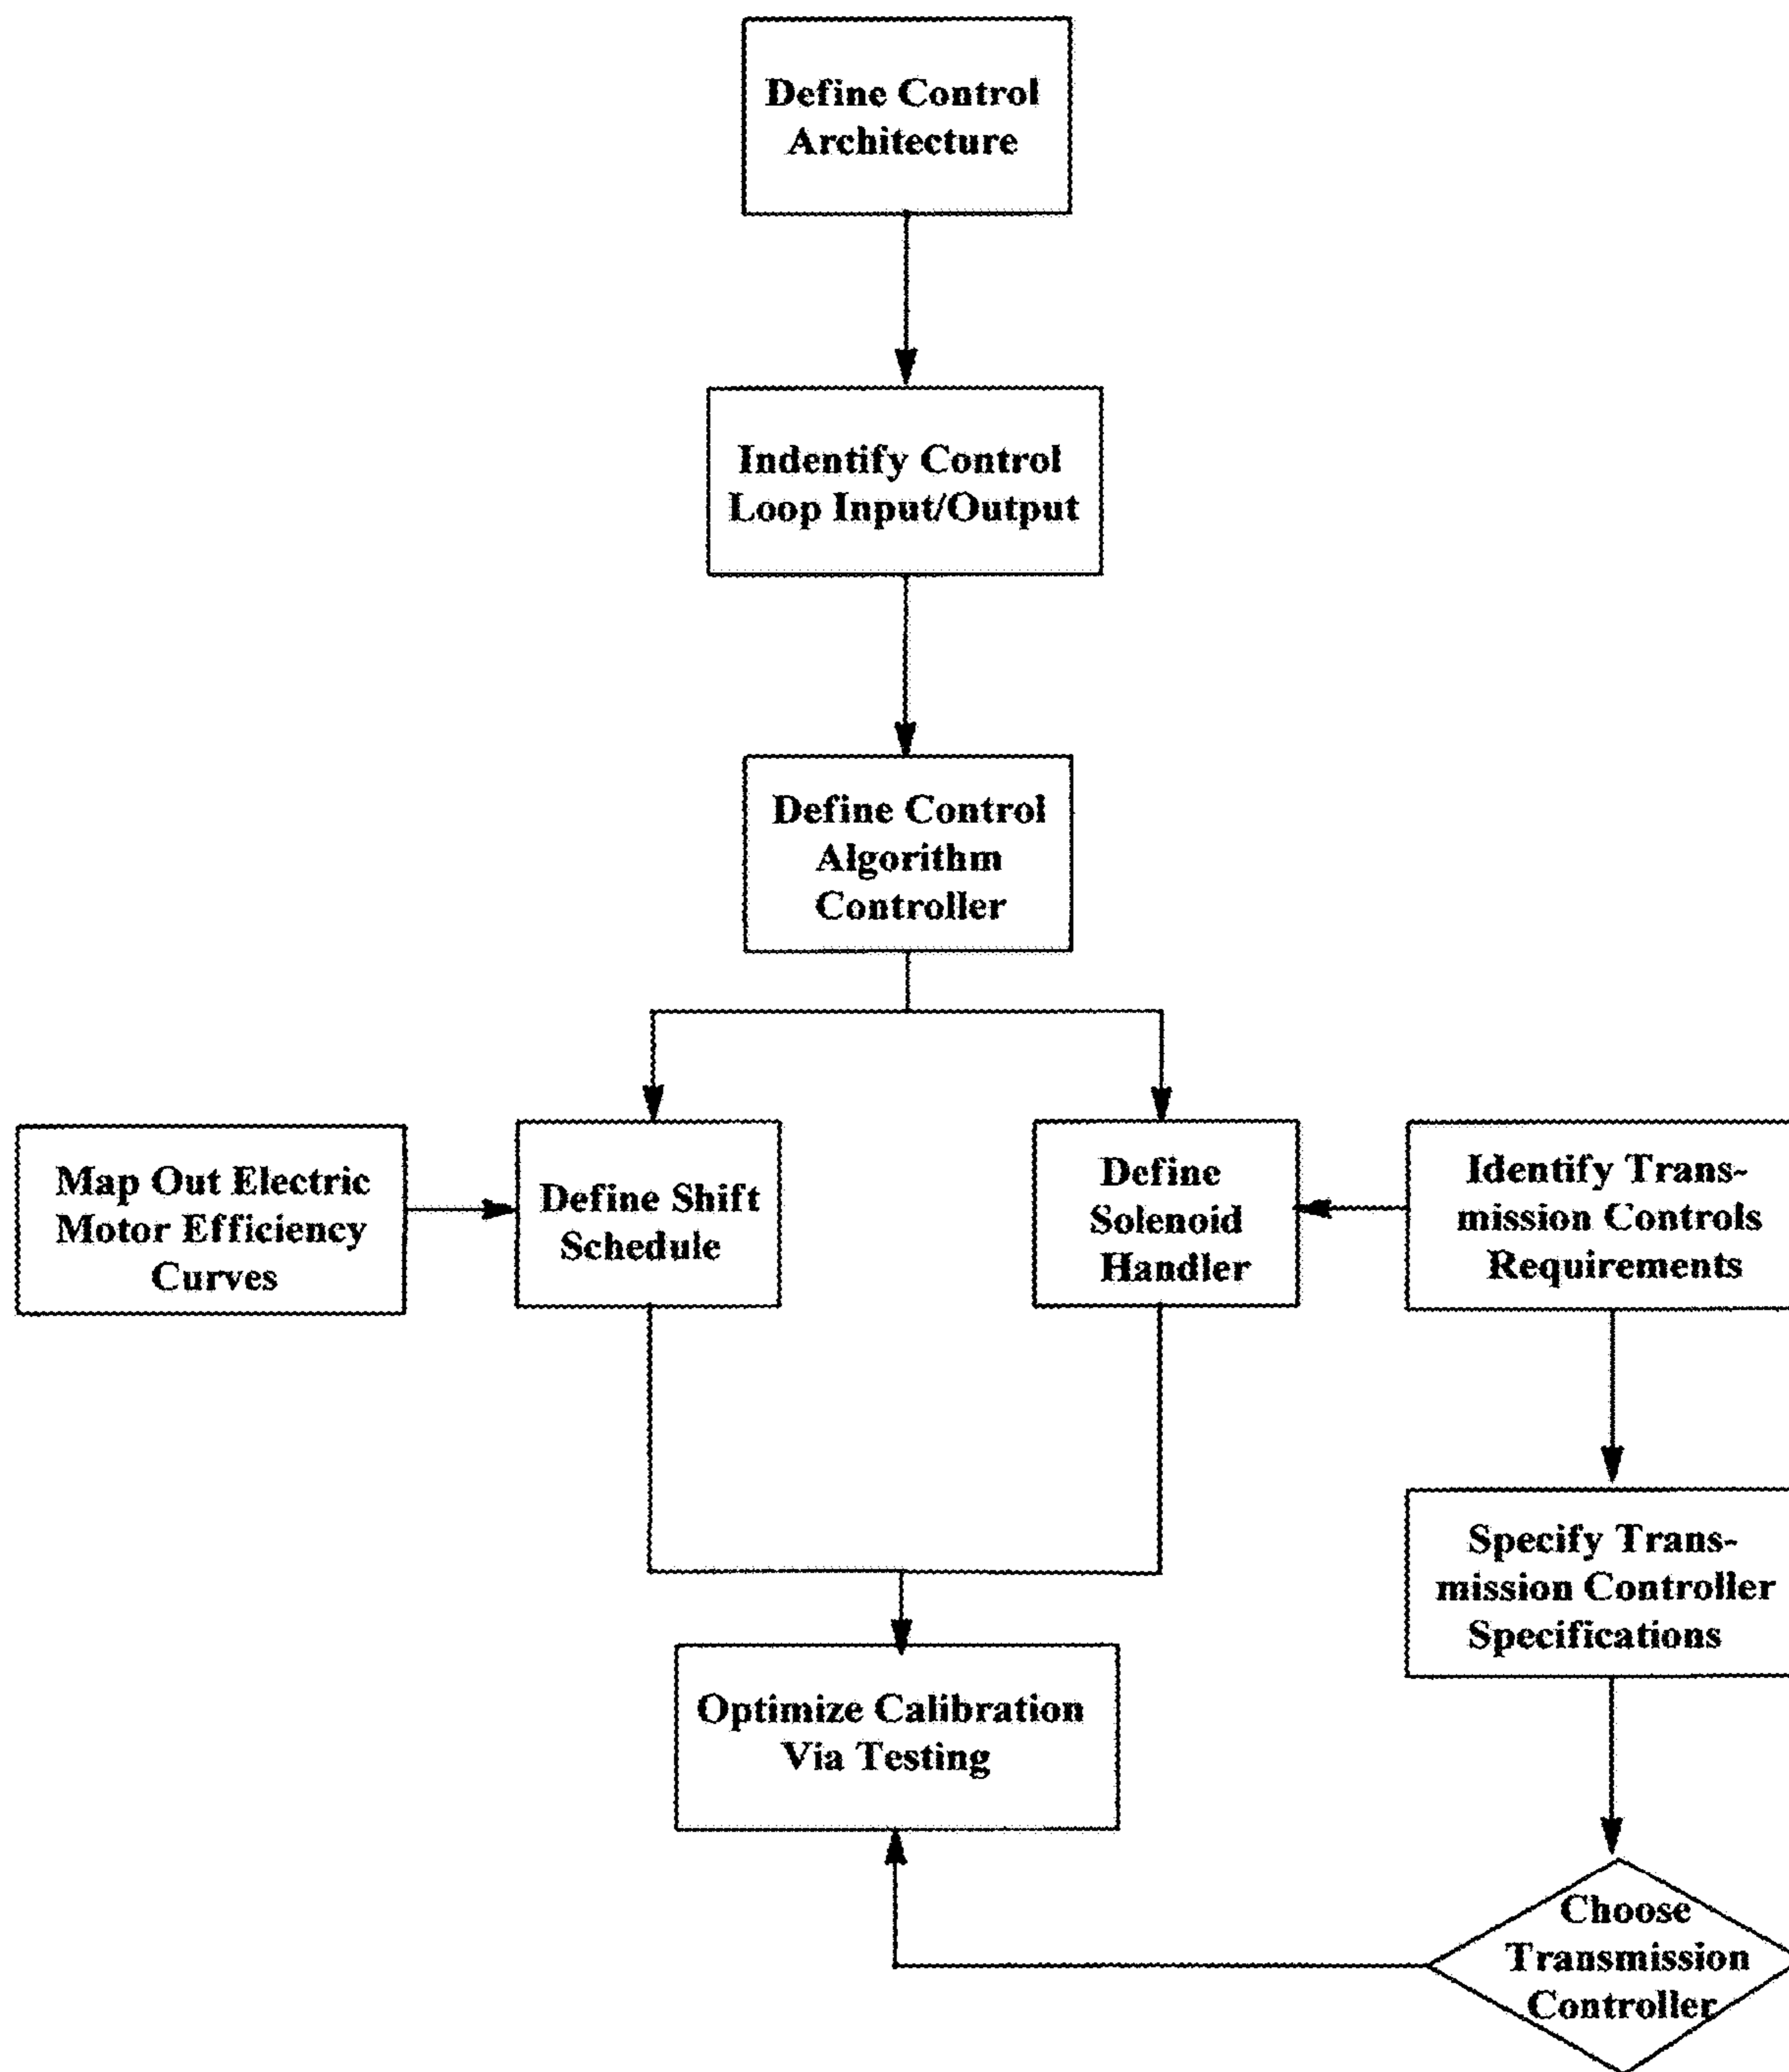 Define Control
Architecture
Indentify Control
Loop Input/Output
Define Control
Algorithm
Controller
Map Out Electric
Motor Efficiency
Curves
Define Shift
Schedule
Define
Solenoid
Handler
Identify Trans-
mission Controls
Requirements
Specify Trans-
mission Controller
Specifications
Optimize Calibration
Via Testing
Choose
Transmission
Controller